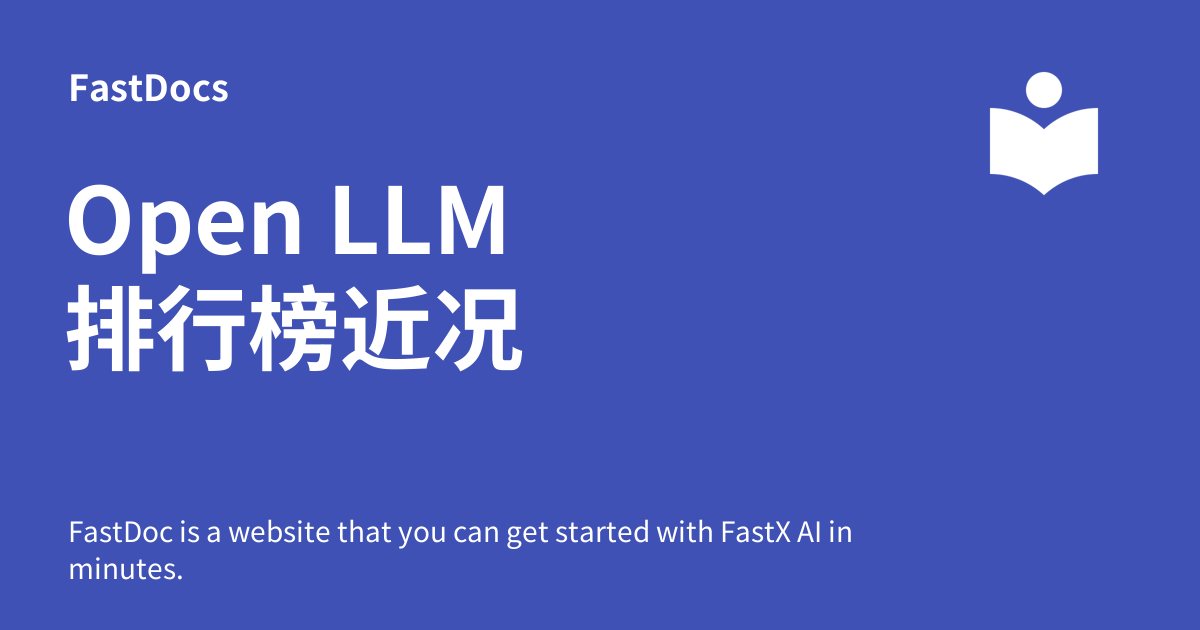 FastDocs
Open LLM
排行榜近况
FastDoc is a website that you can get started with FastX AI in
minutes.